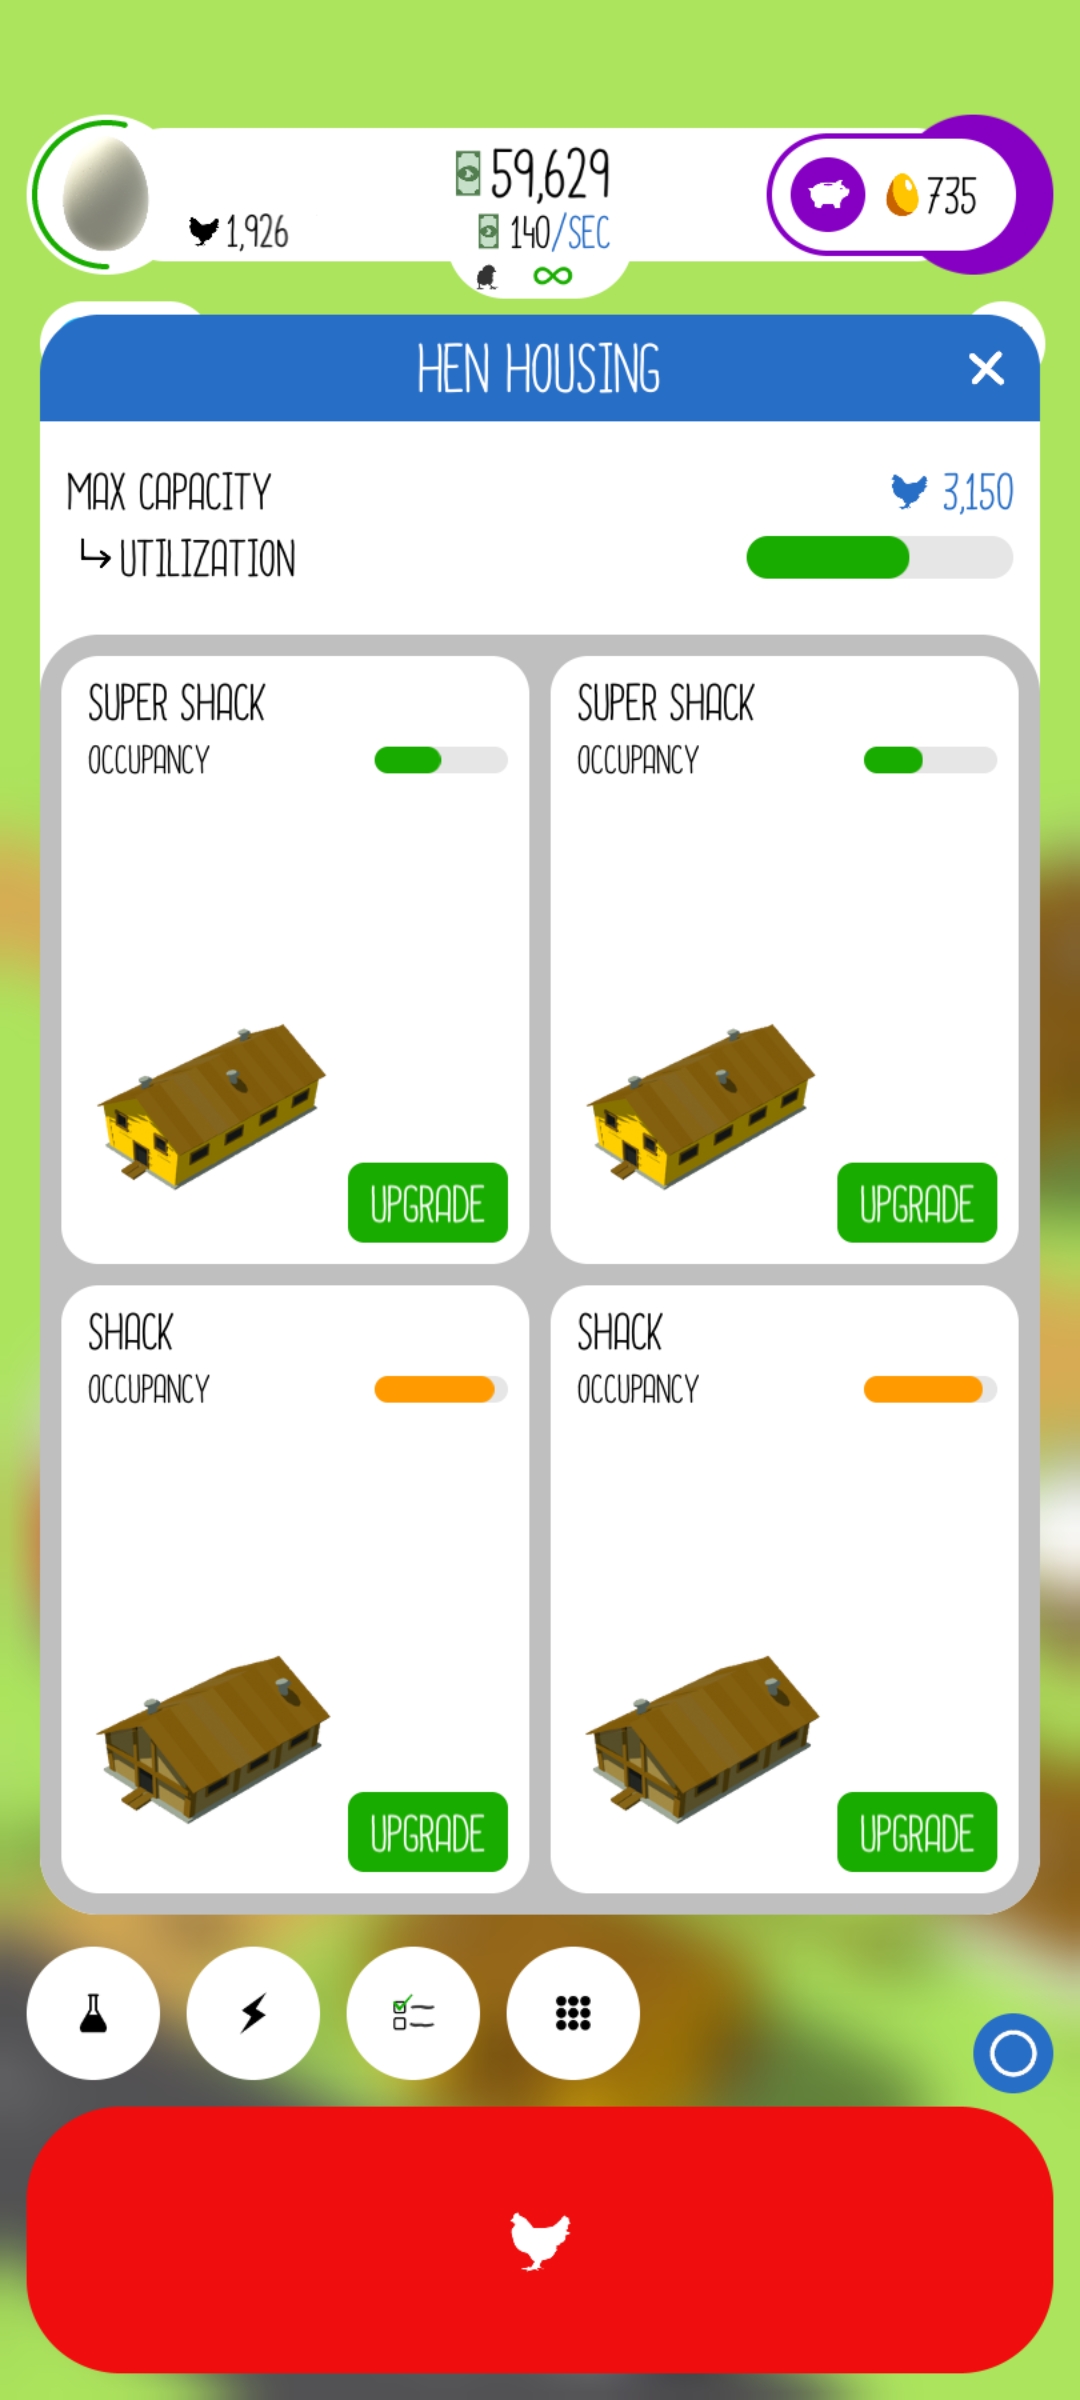 59,629
1,926
140/SEC
735
HEN HOUSING
MAX CAPACITY
3,150
UTILIZATION
SUPER SHACK
OCCUPANCY
UPGRADE
SUPER SHACK
OCCUPANCY
UPGRADE
SHACK
OCCUPANCY
UPGRADE
SHACK
OCCUPANCY
UPGRADE